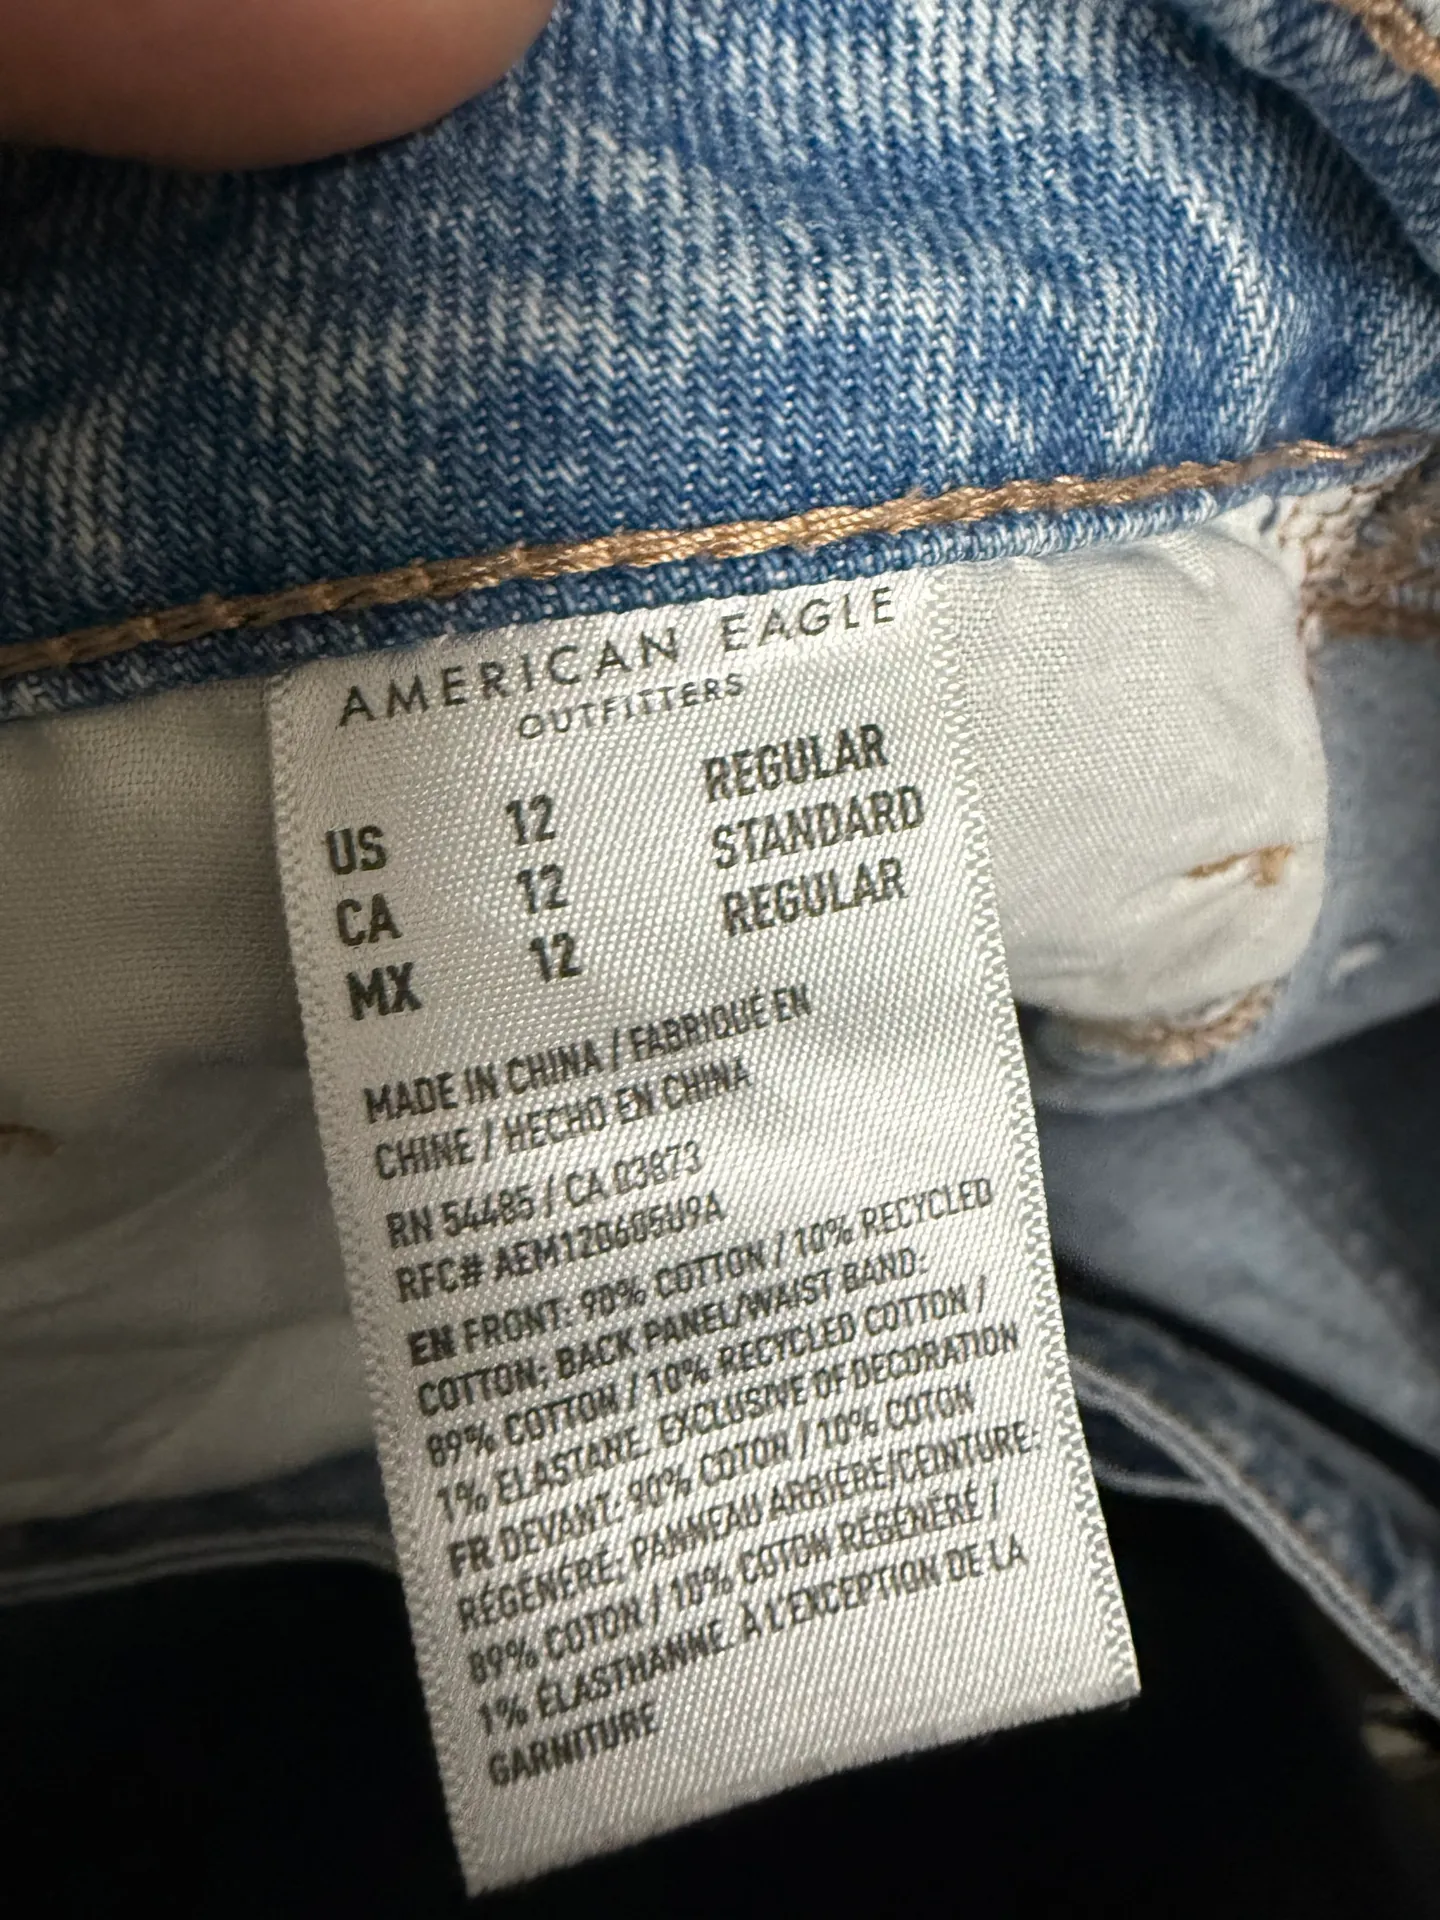 AMERICAN EAGLE
OUTFITTERS
US 12 REGULAR
CA 12 STANDARD
MX 12 REGULAR
MADE IN CHINA / FABRIQUÉ EN
CHINE / HECHO EN CHINA
RN 54485 / CA 03873
RFC# AEM120605U9A
EN FRONT: 90% COTTON / 10% RECYCLED
COTTON; BACK PANEL/WAIST BAND:
89% COTTON / 10% RECYCLED COTTON /
1% ELASTANE. EXCLUSIVE OF DECORATION
FR DEVANT: 90% COTON / 10% COTON
RÉGÉNÉRÉ; PANNEAU ARRIÈRE/CEINTURE:
89% COTON / 10% COTON RÉGÉNÉRÉ /
1% ÉLASTHANNE. À L'EXCEPTION DE LA
GARNITURE